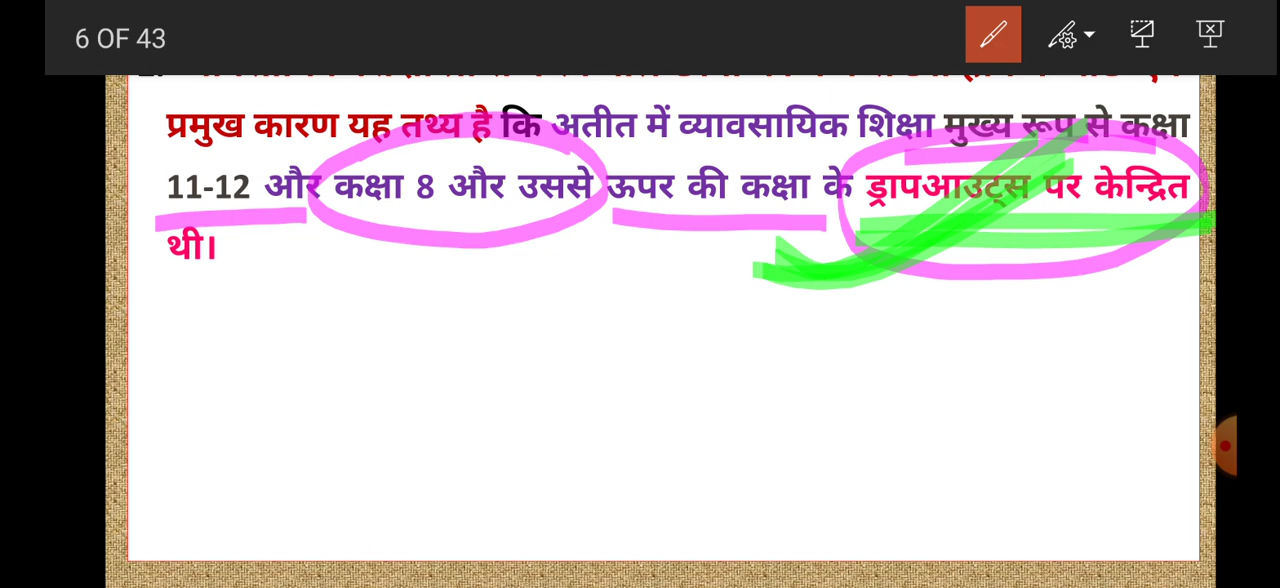 6 OF 43
प्रमुख कारण यह तथ्य है कि अतीत में व्यावसायिक शिक्षा मुख्य रूप से कक्षा
11-12 और कक्षा 8 और उससे ऊपर की कक्षा के ड्रापआउट्स पर केन्द्रित
थी।